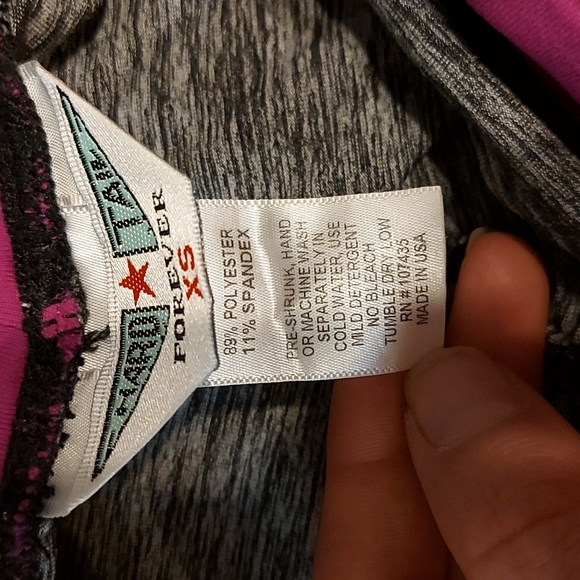 HARD TAIL
FOREVER
XS
89% POLYESTER
11% SPANDEX
PRE-SHRUNK, HAND
OR MACHINE WASH
SEPARATELY IN
COLD WATER, USE
MILD DETERGENT
NO BLEACH
TUMBLE DRY LOW
RN # 107435
MADE IN USA